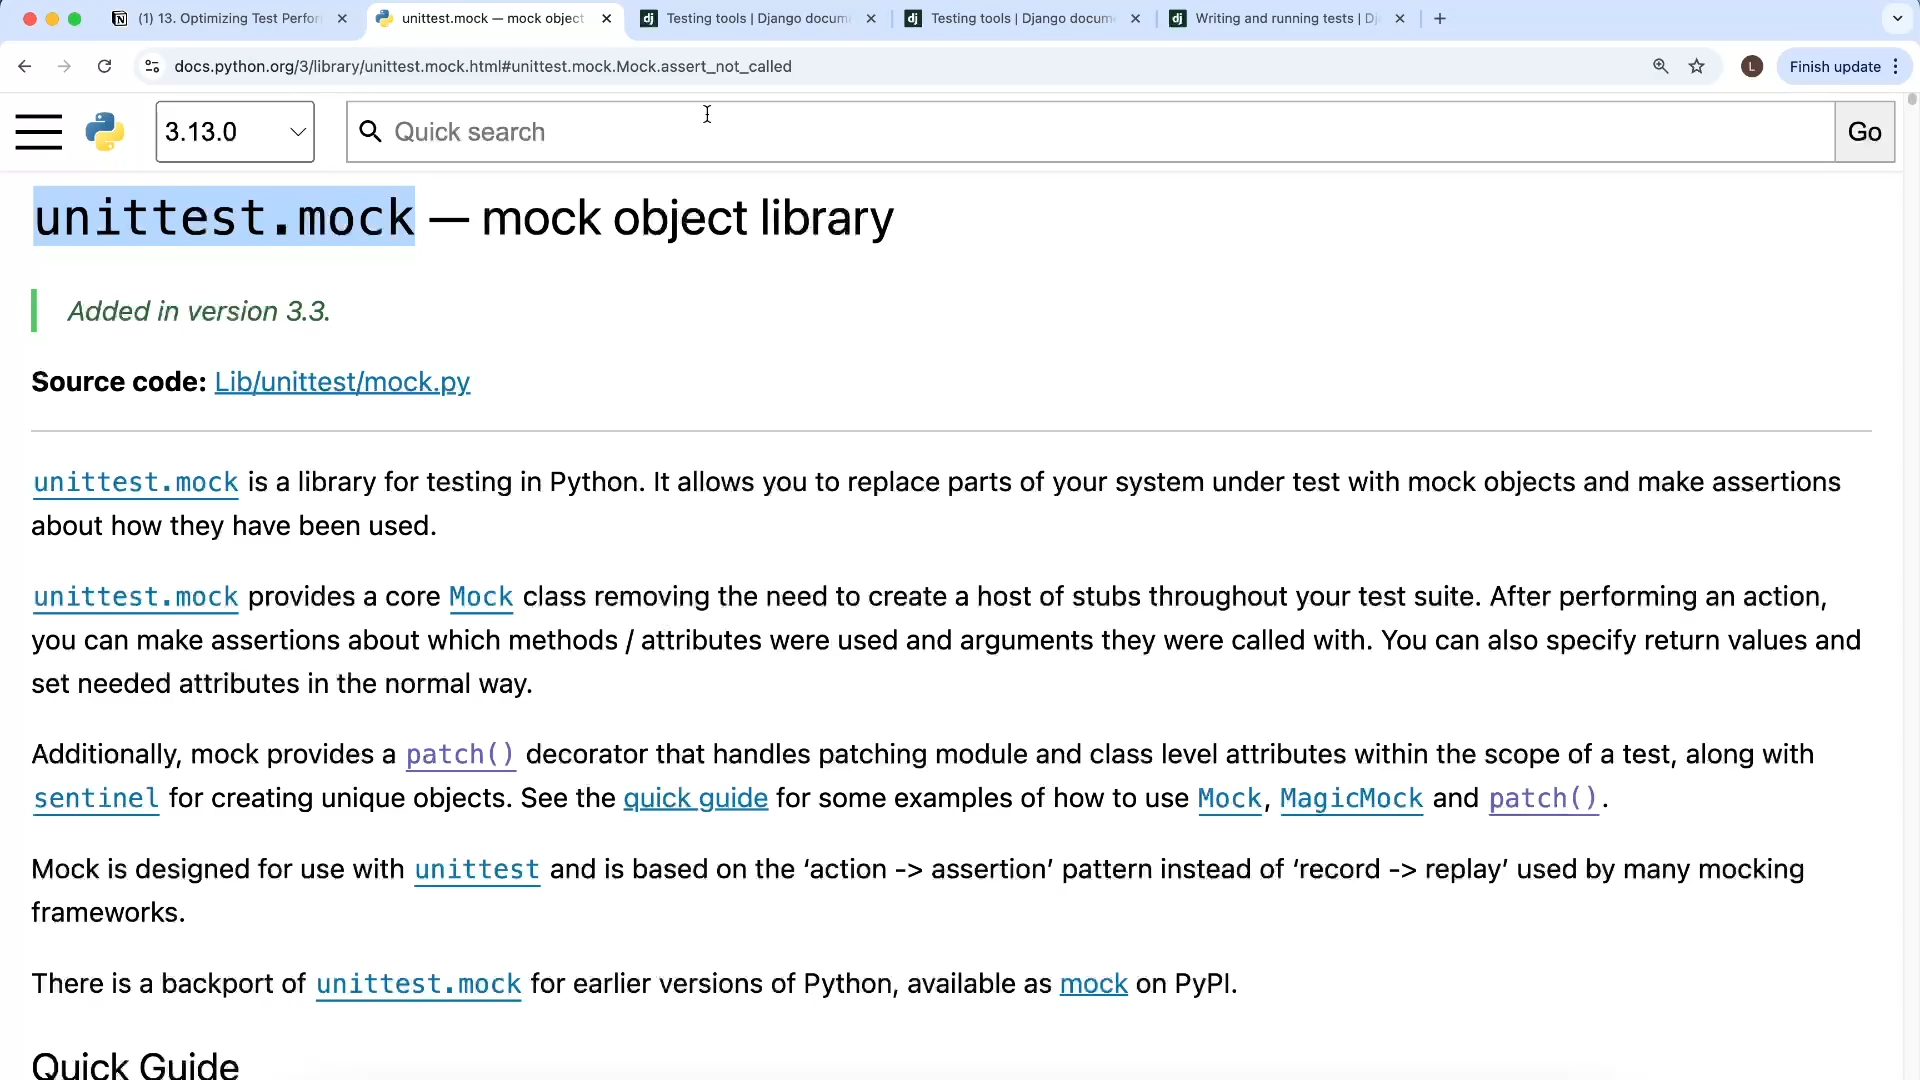 (1) 13. Optimizing Test Perfor
unittest.mock — mock object
Testing tools | Django docum
Testing tools | Django docum
Writing and running tests | Dj
docs.python.org/3/library/unittest.mock.html#unittest.mock.Mock.assert_not_called
L
Finish update
3.13.0
Quick search
Go
unittest.mock — mock object library
Added in version 3.3.
Source code: Lib/unittest/mock.py
unittest.mock is a library for testing in Python. It allows you to replace parts of your system under test with mock objects and make assertions
about how they have been used.
unittest.mock provides a core Mock class removing the need to create a host of stubs throughout your test suite. After performing an action,
you can make assertions about which methods / attributes were used and arguments they were called with. You can also specify return values and
set needed attributes in the normal way.
Additionally, mock provides a patch() decorator that handles patching module and class level attributes within the scope of a test, along with
sentinel for creating unique objects. See the quick guide for some examples of how to use Mock, MagicMock and patch().
Mock is designed for use with unittest and is based on the ‘action -> assertion’ pattern instead of ‘record -> replay’ used by many mocking
frameworks.
There is a backport of unittest.mock for earlier versions of Python, available as mock on PyPI.
Quick Guide